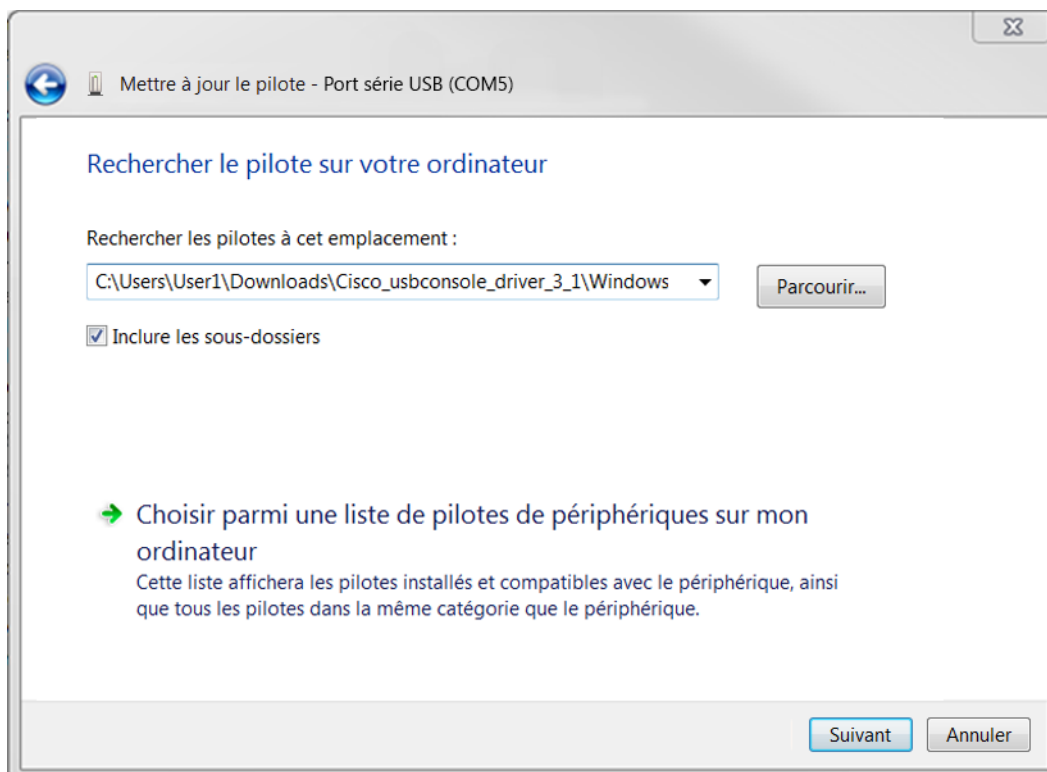 Mettre à jour le pilote - Port série USB (COM5)
Rechercher le pilote sur votre ordinateur
Rechercher les pilotes à cet emplacement :
C:\Users\User1\Downloads\Cisco_usbconsole_driver_3_1\Windows
Parcourir...
Inclure les sous-dossiers
Choisir parmi une liste de pilotes de périphériques sur mon
ordinateur
Cette liste affichera les pilotes installés et compatibles avec le périphérique, ainsi
que tous les pilotes dans la même catégorie que le périphérique.
Suivant
Annuler